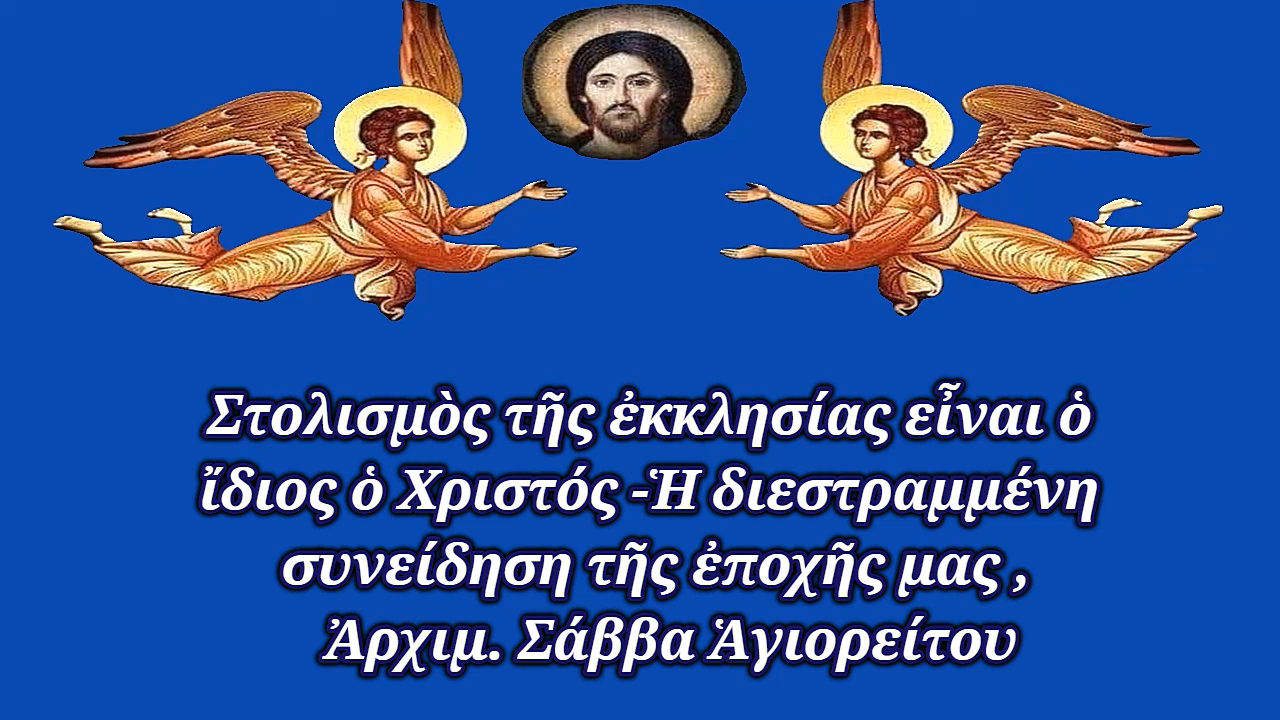 Στολισμὸς τῆς ἐκκλησίας εἶναι ὁ
ἴδιος ὁ Χριστός -Ἡ διεστραμμένη
συνείδηση τῆς ἐποχῆς μας ,
Ἀρχιμ. Σάββα Ἁγιορείτου